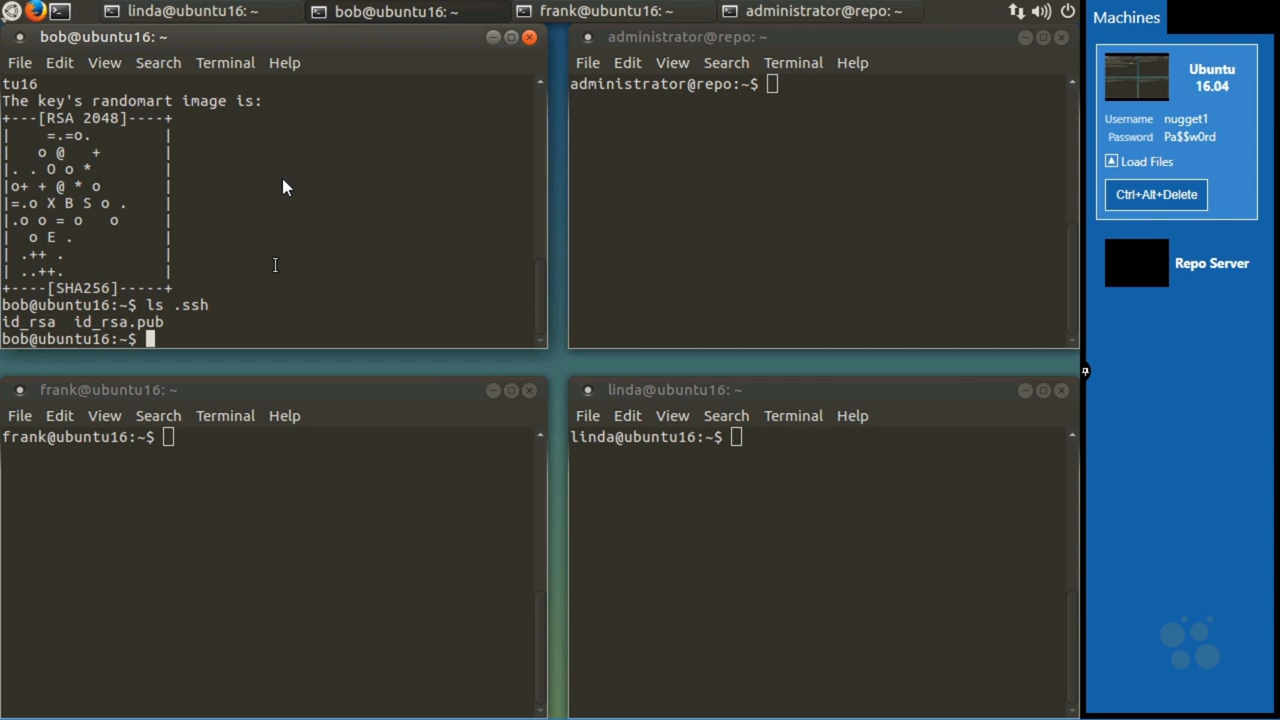 linda@ubuntu16: ~
bob@ubuntu16: ~
frank@ubuntu16: ~
administrator@repo: ~
bob@ubuntu16: ~
File Edit View Search Terminal Help
tu16
The key's randomart image is:
+---[RSA 2048]----+
|     =.=o.       |
|    o @   +      |
|. . O o *        |
|o+ + @ * o       |
|=.o X B S o .    |
|.o o = o   o     |
|  o E .          |
| .++ .           |
| ..++.           |
+----[SHA256]-----+
bob@ubuntu16:~$ ls .ssh
id_rsa  id_rsa.pub
bob@ubuntu16:~$
administrator@repo: ~
File Edit View Search Terminal Help
administrator@repo:~$
frank@ubuntu16: ~
File Edit View Search Terminal Help
frank@ubuntu16:~$
linda@ubuntu16: ~
File Edit View Search Terminal Help
linda@ubuntu16:~$
Machines
Ubuntu
16.04
Username nugget1
Password Pa$$w0rd
Load Files
Ctrl+Alt+Delete
Repo Server